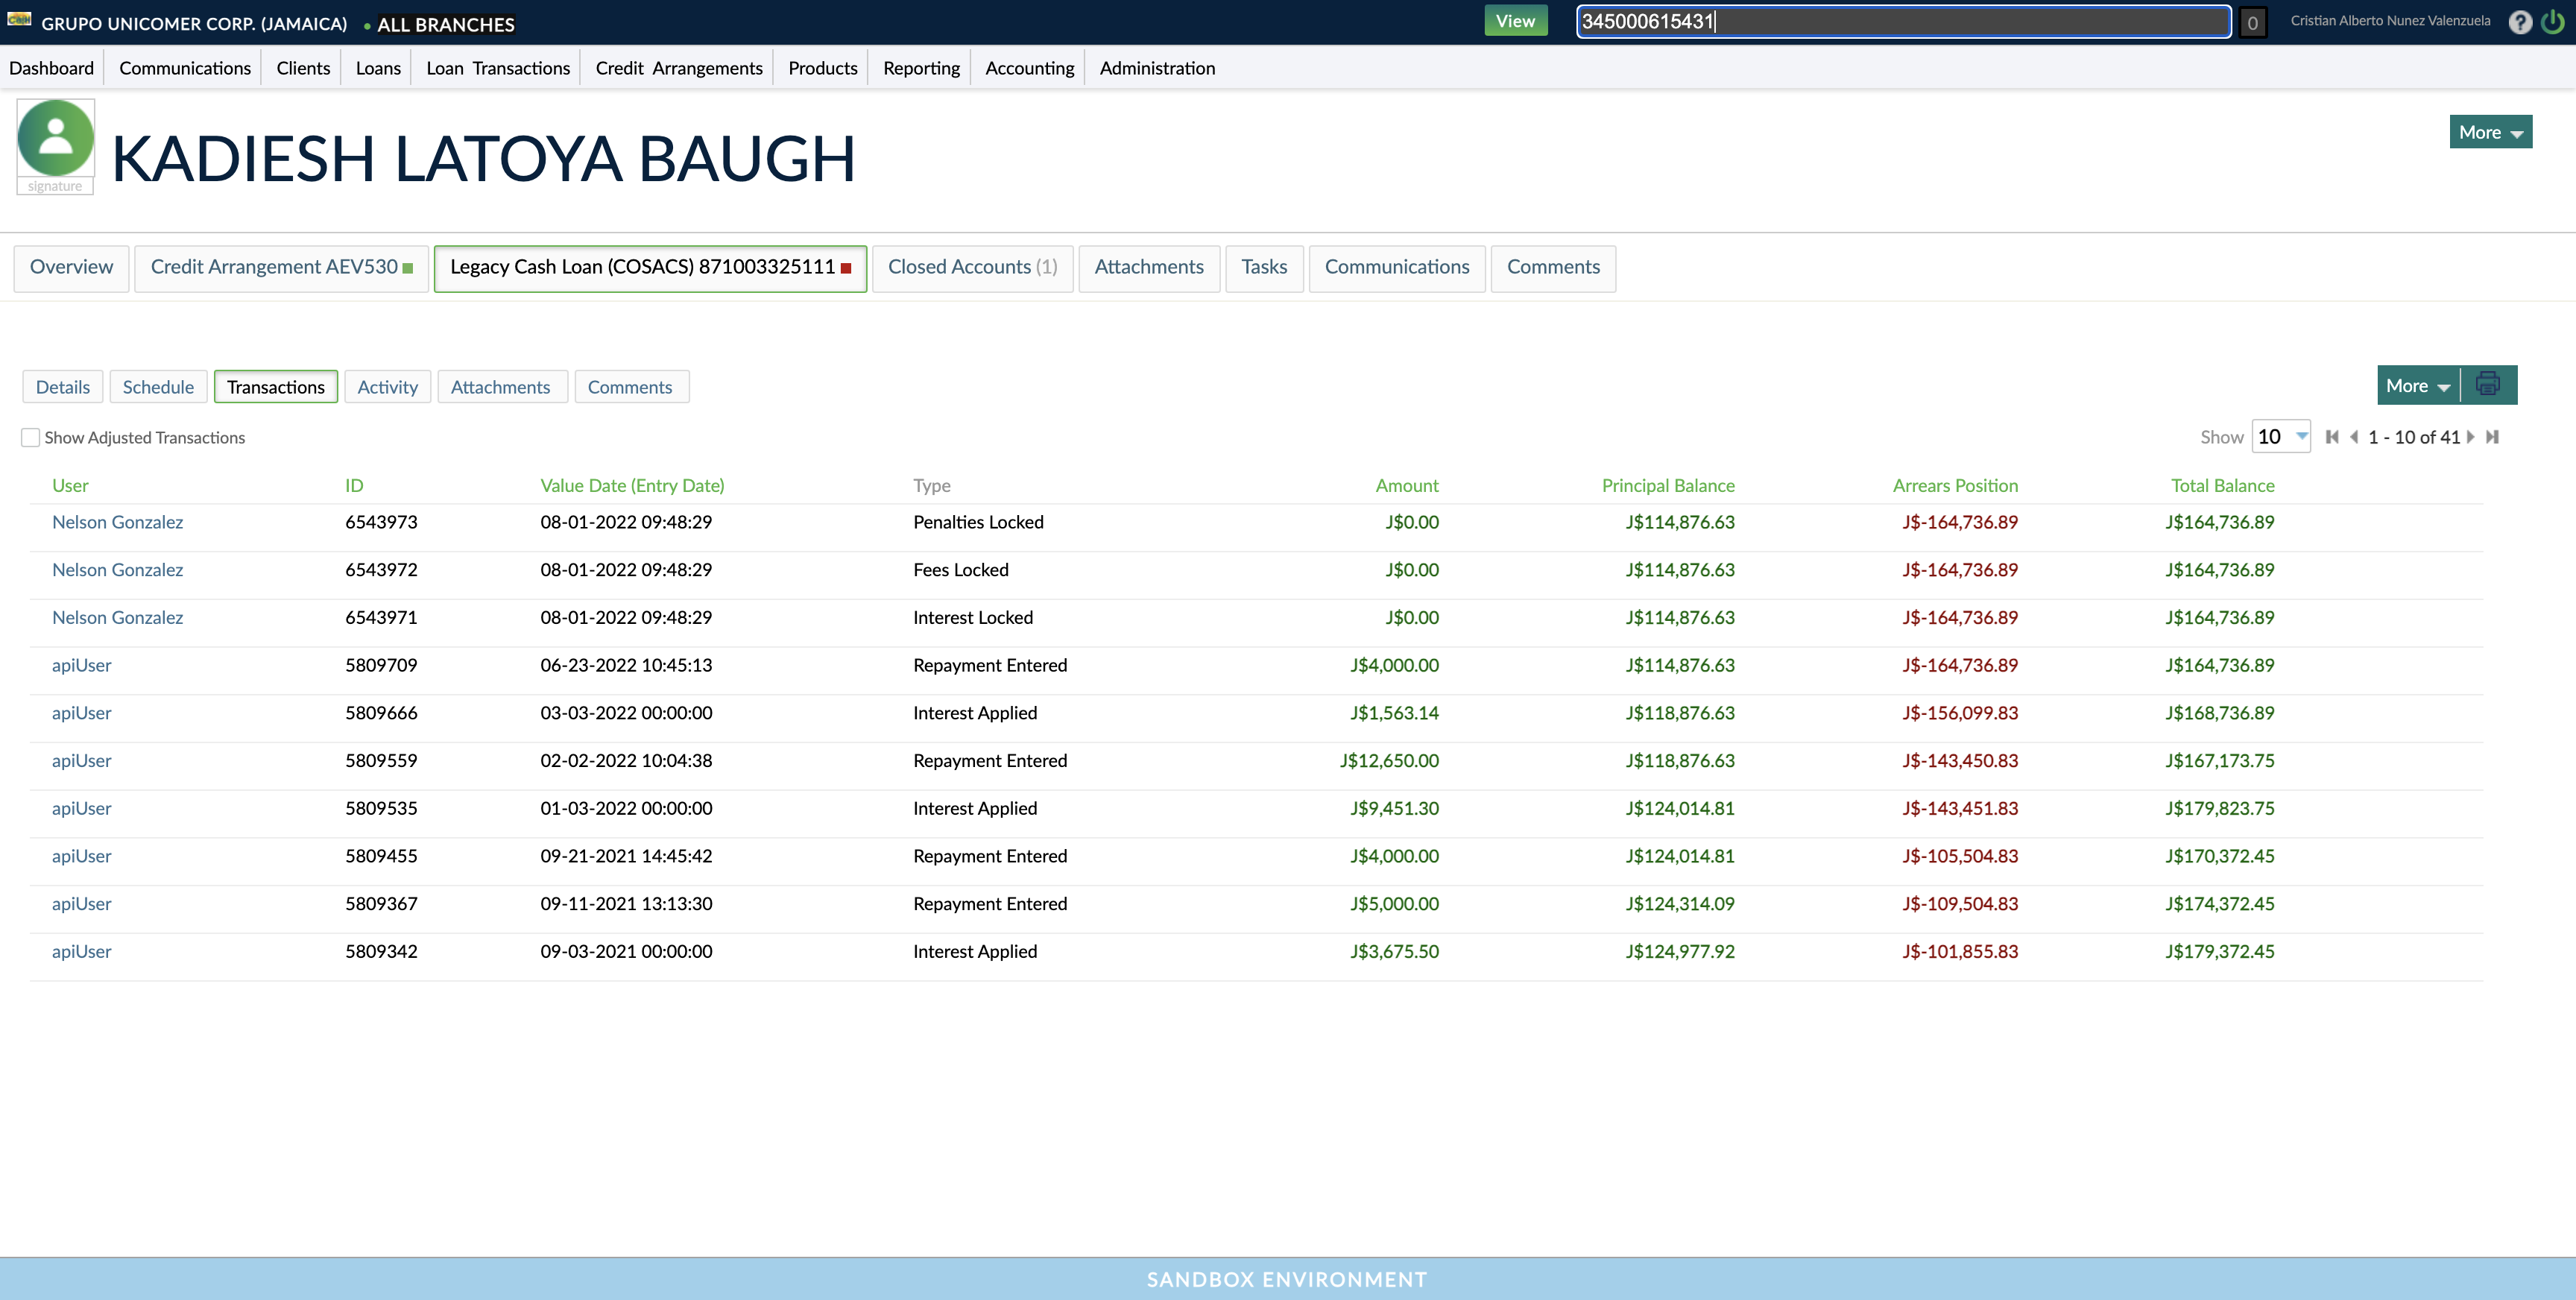 GRUPO UNICOMER CORP. (JAMAICA) • ALL BRANCHES View 345000615431 0 Cristian Alberto Nunez Valenzuela ?
Dashboard Communications Clients Loans Loan Transactions Credit Arrangements Products Reporting Accounting Administration
signature
KADIESH LATOYA BAUGH
More
Overview Credit Arrangement AEV530 Legacy Cash Loan (COSACS) 871003325111 Closed Accounts (1) Attachments Tasks Communications Comments
Details Schedule Transactions Activity Attachments Comments More
Show Adjusted Transactions Show 10 1 - 10 of 41
User ID Value Date (Entry Date) Type Amount Principal Balance Arrears Position Total Balance
Nelson Gonzalez 6543973 08-01-2022 09:48:29 Penalties Locked J$0.00 J$114,876.63 J$-164,736.89 J$164,736.89
Nelson Gonzalez 6543972 08-01-2022 09:48:29 Fees Locked J$0.00 J$114,876.63 J$-164,736.89 J$164,736.89
Nelson Gonzalez 6543971 08-01-2022 09:48:29 Interest Locked J$0.00 J$114,876.63 J$-164,736.89 J$164,736.89
apiUser 5809709 06-23-2022 10:45:13 Repayment Entered J$4,000.00 J$114,876.63 J$-164,736.89 J$164,736.89
apiUser 5809666 03-03-2022 00:00:00 Interest Applied J$1,563.14 J$118,876.63 J$-156,099.83 J$168,736.89
apiUser 5809559 02-02-2022 10:04:38 Repayment Entered J$12,650.00 J$118,876.63 J$-143,450.83 J$167,173.75
apiUser 5809535 01-03-2022 00:00:00 Interest Applied J$9,451.30 J$124,014.81 J$-143,451.83 J$179,823.75
apiUser 5809455 09-21-2021 14:45:42 Repayment Entered J$4,000.00 J$124,014.81 J$-105,504.83 J$170,372.45
apiUser 5809367 09-11-2021 13:13:30 Repayment Entered J$5,000.00 J$124,314.09 J$-109,504.83 J$174,372.45
apiUser 5809342 09-03-2021 00:00:00 Interest Applied J$3,675.50 J$124,977.92 J$-101,855.83 J$179,372.45
SANDBOX ENVIRONMENT